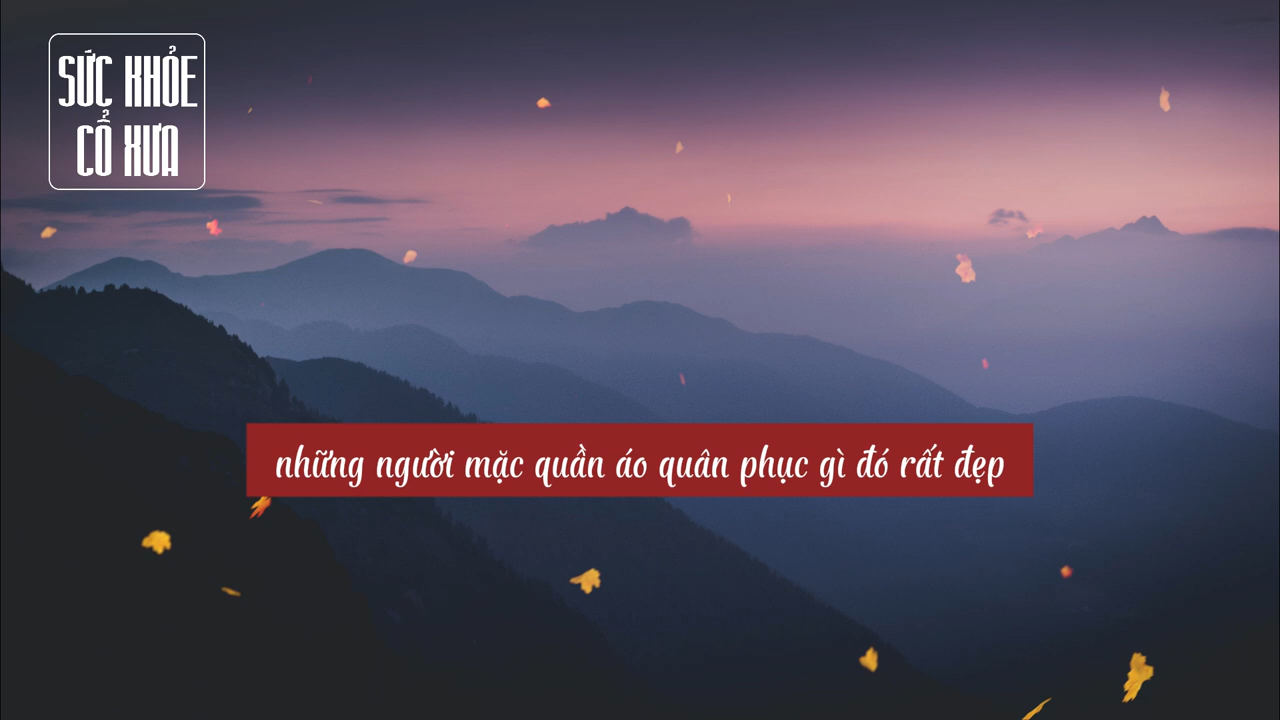 SỨC KHỎE
CỔ XƯA
những người mặc quần áo quân phục gì đó rất đẹp